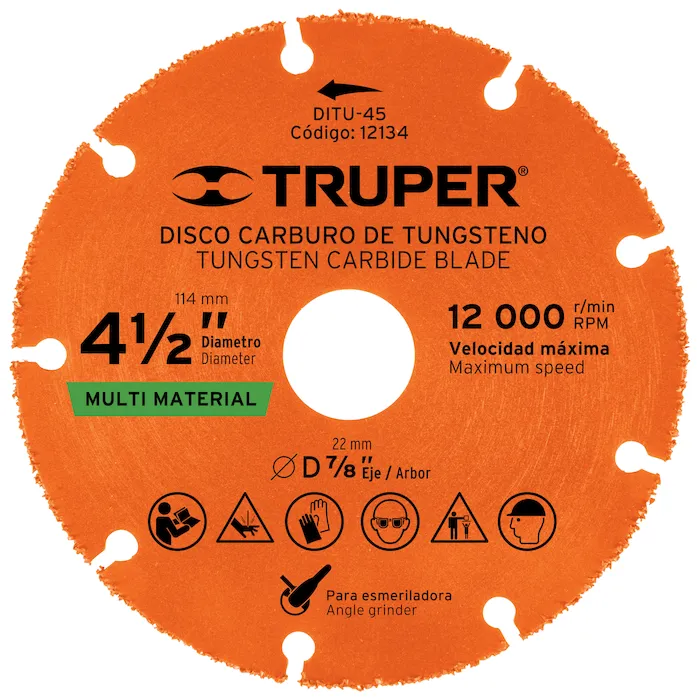 DITU-45
Código: 12134
TRUPER®
DISCO CARBURO DE TUNGSTENO
TUNGSTEN CARBIDE BLADE
114 mm
4½" Diametro
Diameter
MULTI MATERIAL
12 000 r/min
RPM
Velocidad máxima
Maximum speed
22 mm
D 7/8" Eje / Arbor
Para esmeriladora
Angle grinder